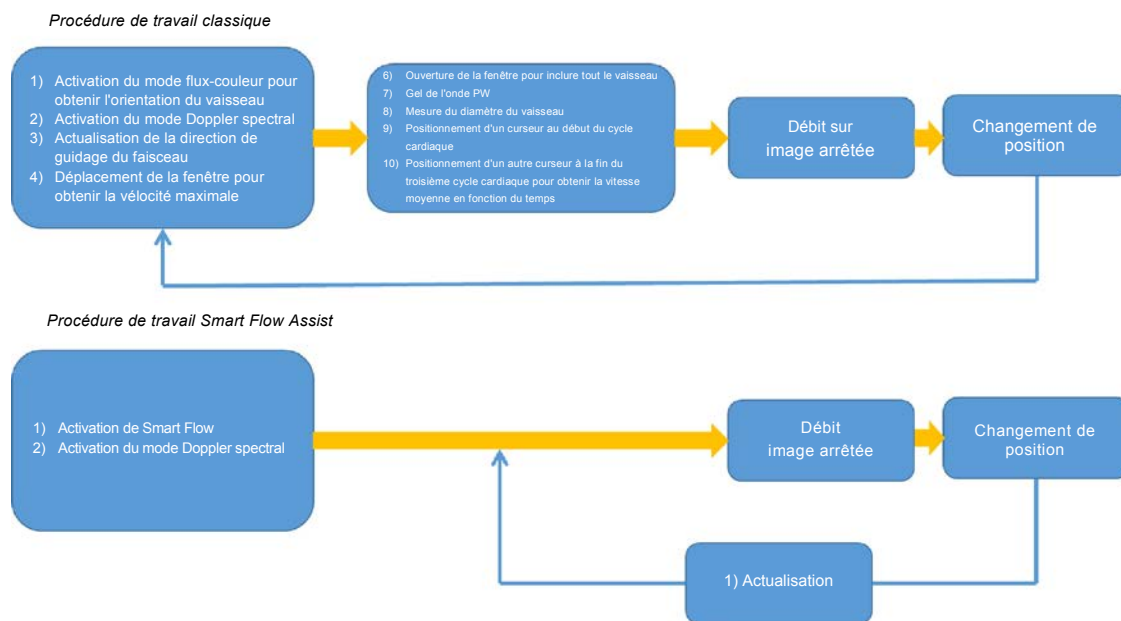 Procédure de travail classique
1) Activation du mode flux-couleur pour
obtenir l'orientation du vaisseau
2) Activation du mode Doppler spectral
3) Actualisation de la direction de
guidage du faisceau
4) Déplacement de la fenêtre pour
obtenir la vélocité maximale
6) Ouverture de la fenêtre pour inclure tout le vaisseau
7) Gel de l'onde PW
8) Mesure du diamètre du vaisseau
9) Positionnement d'un curseur au début du cycle
cardiaque
10) Positionnement d'un autre curseur à la fin du
troisième cycle cardiaque pour obtenir la vitesse
moyenne en fonction du temps
Débit sur
image arrêtée
Changement de
position
Procédure de travail Smart Flow Assist
1) Activation de Smart Flow
2) Activation du mode Doppler spectral
Débit
image arrêtée
Changement de
position
1) Actualisation